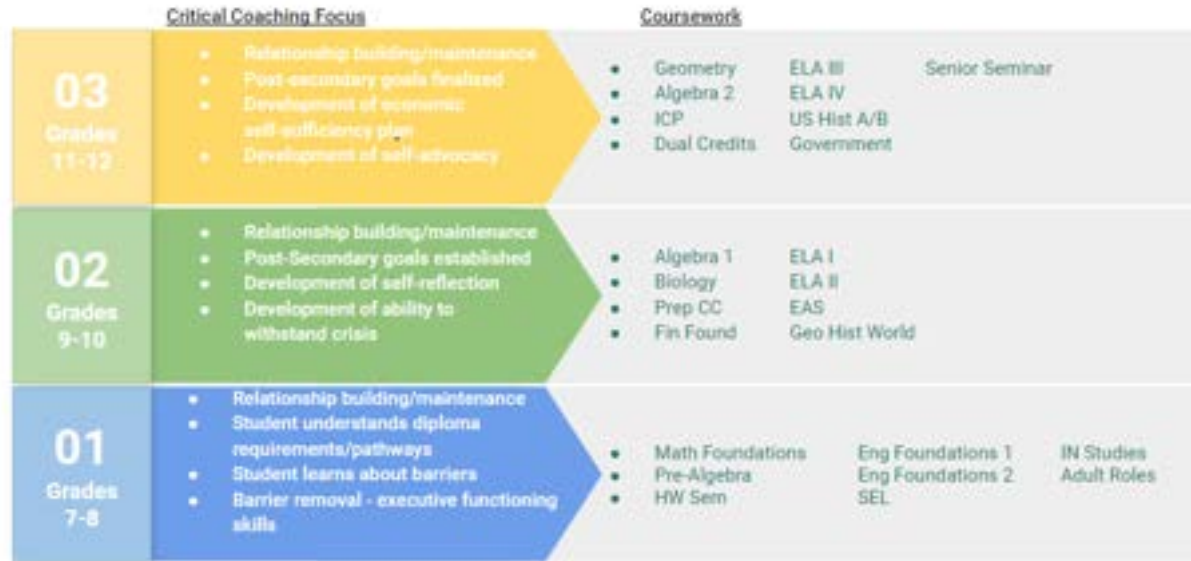 Critical Coaching Focus
Coursework
03
Grades
11-12
Relationship building/maintenance
Post-secondary goals finalized
Development of economic
self-sufficiency plan
Development of self-advocacy
Geometry
Algebra 2
ICP
Dual Credits
ELA III
ELA IV
US Hist A/B
Government
Senior Seminar
02
Grades
9-10
Relationship building/maintenance
Post-Secondary goals established
Development of self-reflection
Development of ability to
withstand crisis
Algebra 1
Biology
Prep CC
Fin Found
ELA I
ELA II
EAS
Geo Hist World
01
Grades
7-8
Relationship building/maintenance
Student understands diploma
requirements/pathways
Student learns about barriers
Barrier removal - executive functioning
skills
Math Foundations
Pre-Algebra
HW Sem
Eng Foundations 1
Eng Foundations 2
SEL
IN Studies
Adult Roles